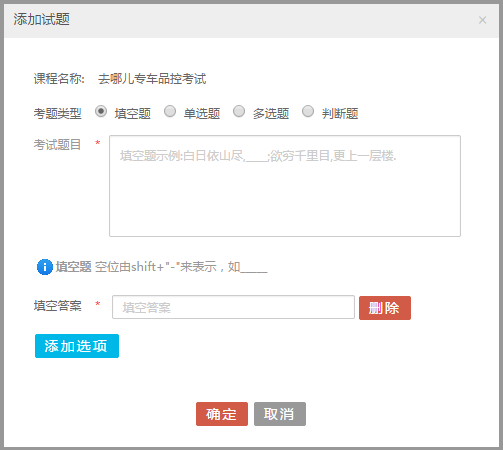 添加试题 ×
课程名称: 去哪儿专车品控考试
考题类型 填空题 单选题 多选题 判断题
考试题目 * 填空题示例:白日依山尽,____;欲穷千里目,更上一层楼.
填空题 空位由shift+"-"来表示，如____
填空答案 * 填空答案 删除
添加选项
确定 取消